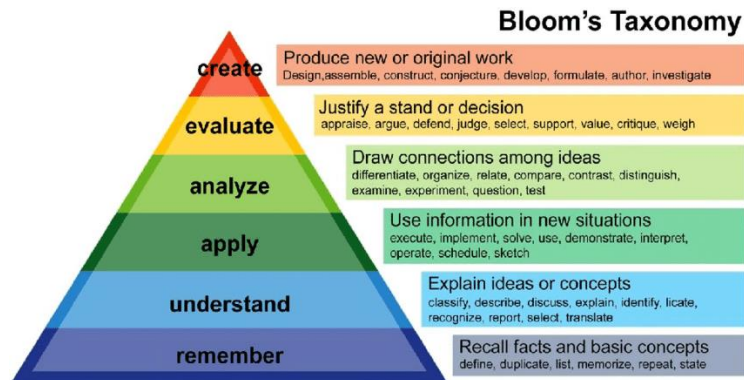 Bloom's Taxonomy
create
Produce new or original work
Design,assemble, construct, conjecture, develop, formulate, author, investigate
evaluate
Justify a stand or decision
appraise, argue, defend, judge, select, support, value, critique, weigh
analyze
Draw connections among ideas
differentiate, organize, relate, compare, contrast, distinguish,
examine, experiment, question, test
apply
Use information in new situations
execute, implement, solve, use, demonstrate, interpret,
operate, schedule, sketch
understand
Explain ideas or concepts
classify, describe, discuss, explain, identify, licate,
recognize, report, select, translate
remember
Recall facts and basic concepts
define, duplicate, list, memorize, repeat, state